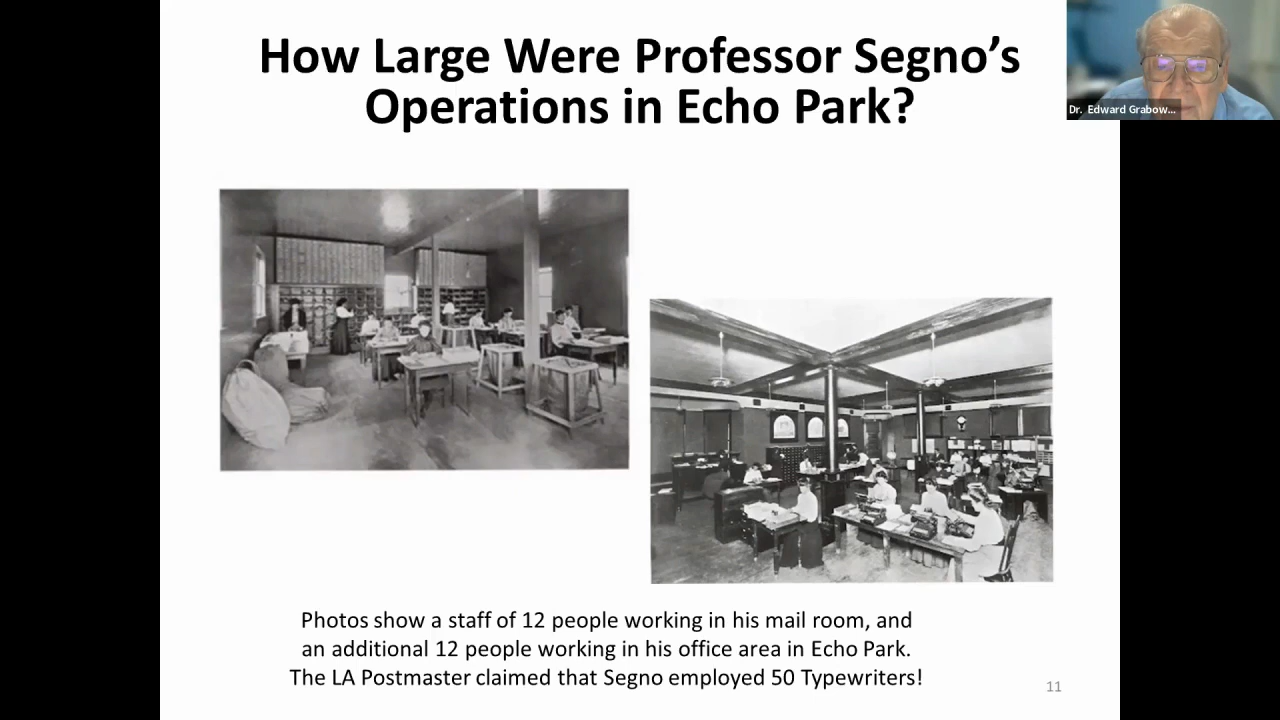 How Large Were Professor Segno’s
Operations in Echo Park?
Dr. Edward Grabow...
Photos show a staff of 12 people working in his mail room, and
an additional 12 people working in his office area in Echo Park.
The LA Postmaster claimed that Segno employed 50 Typewriters!
11